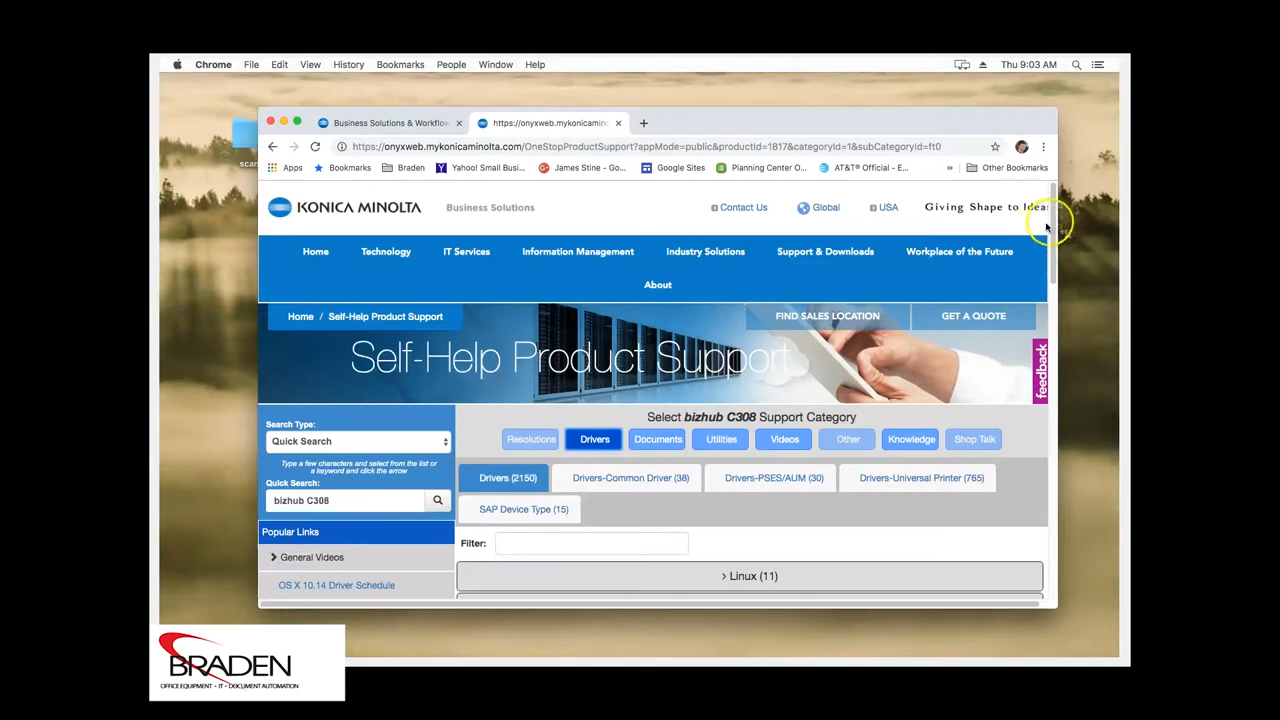 Chrome File Edit View History Bookmarks People Window Help Thu 9:03 AM
Business Solutions & Workflow https://onyxweb.mykonicamino
https://onyxweb.mykonicaminolta.com/OneStopProductSupport?appMode=public&productId=1817&categoryId=1&subCategoryId=ft0
Apps Bookmarks Braden Yahoo! Small Busi... James Stine - Go... Google Sites Planning Center O... AT&T® Official - E... » Other Bookmarks
scan
KONICA MINOLTA Business Solutions Contact Us Global USA Giving Shape to Ideas
Home Technology IT Services Information Management Industry Solutions Support & Downloads Workplace of the Future
About
Home / Self-Help Product Support FIND SALES LOCATION GET A QUOTE
Self-Help Product Support
feedback
Search Type:
Quick Search
Type a few characters and select from the list or
a keyword and click the arrow
Quick Search:
bizhub C308
Popular Links
General Videos
OS X 10.14 Driver Schedule
Select bizhub C308 Support Category
Resolutions Drivers Documents Utilities Videos Other Knowledge Shop Talk
Drivers (2150) Drivers-Common Driver (38) Drivers-PSES/AUM (30) Drivers-Universal Printer (765)
SAP Device Type (15)
Filter:
Linux (11)
BRADEN
OFFICE EQUIPMENT • IT • DOCUMENT AUTOMATION